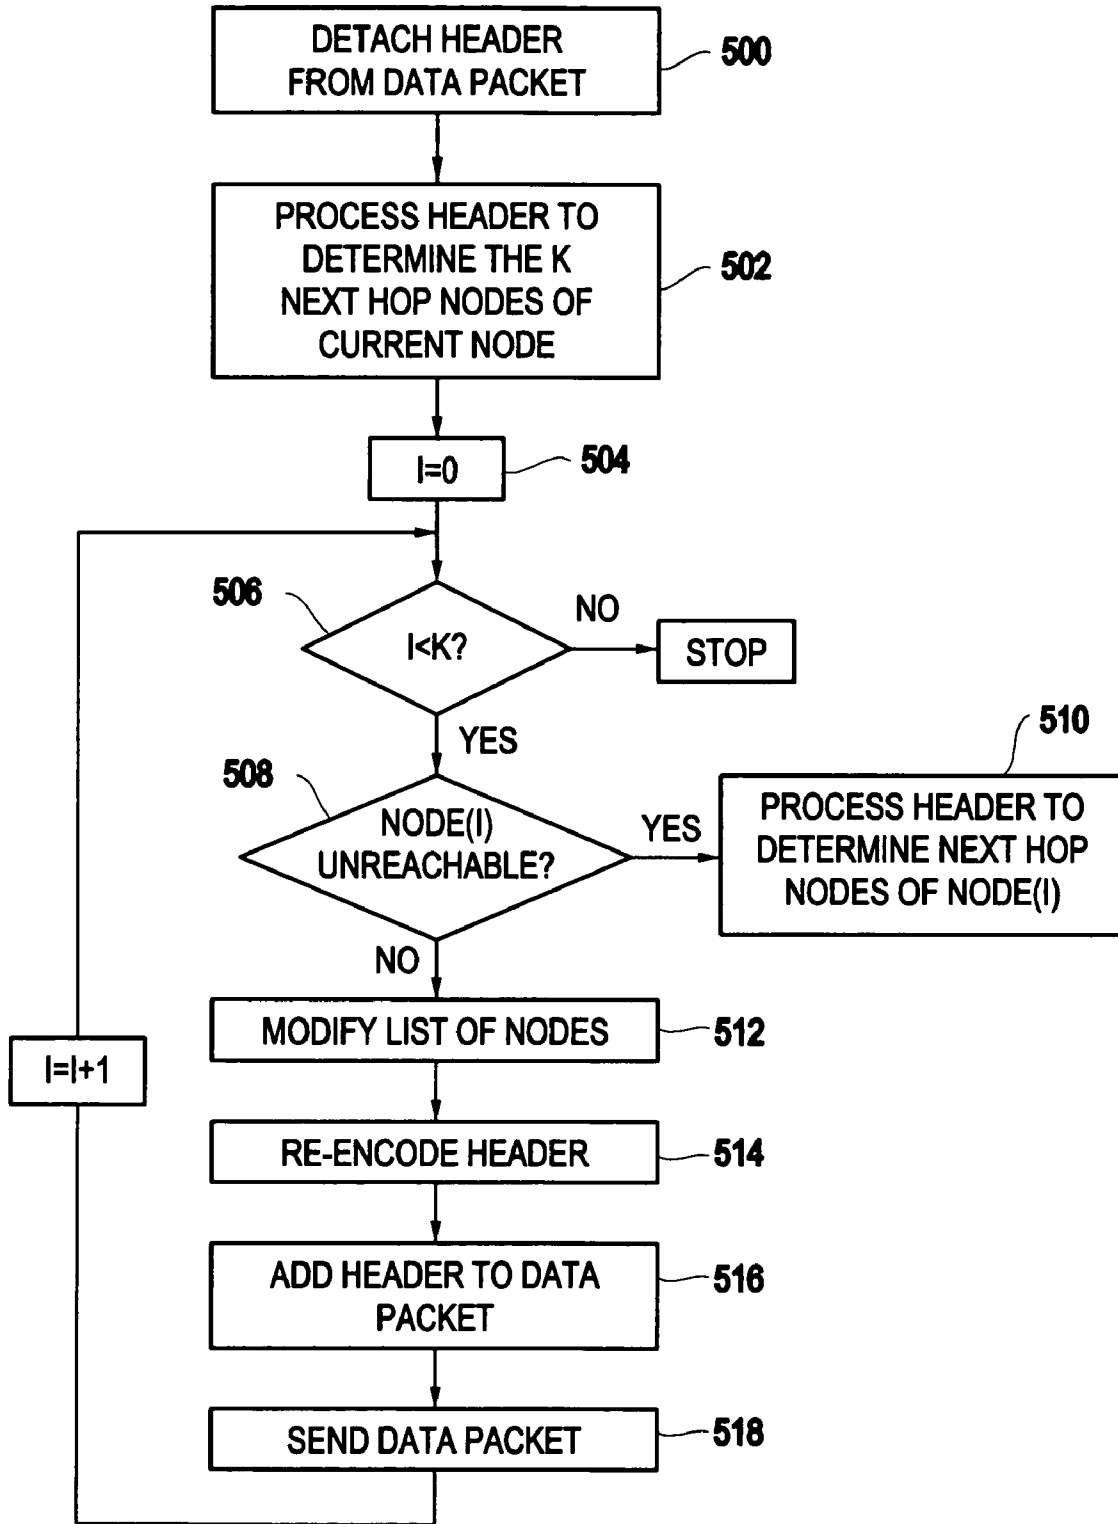 DETACH HEADER
FROM DATA PACKET
500
PROCESS HEADER TO
DETERMINE THE K
NEXT HOP NODES OF
CURRENT NODE
502
I=0
504
506
I<K?
NO
STOP
YES
508
NODE(I)
UNREACHABLE?
YES
510
PROCESS HEADER TO
DETERMINE NEXT HOP
NODES OF NODE(I)
NO
MODIFY LIST OF NODES
512
I=I+1
RE-ENCODE HEADER
514
ADD HEADER TO DATA
PACKET
516
SEND DATA PACKET
518